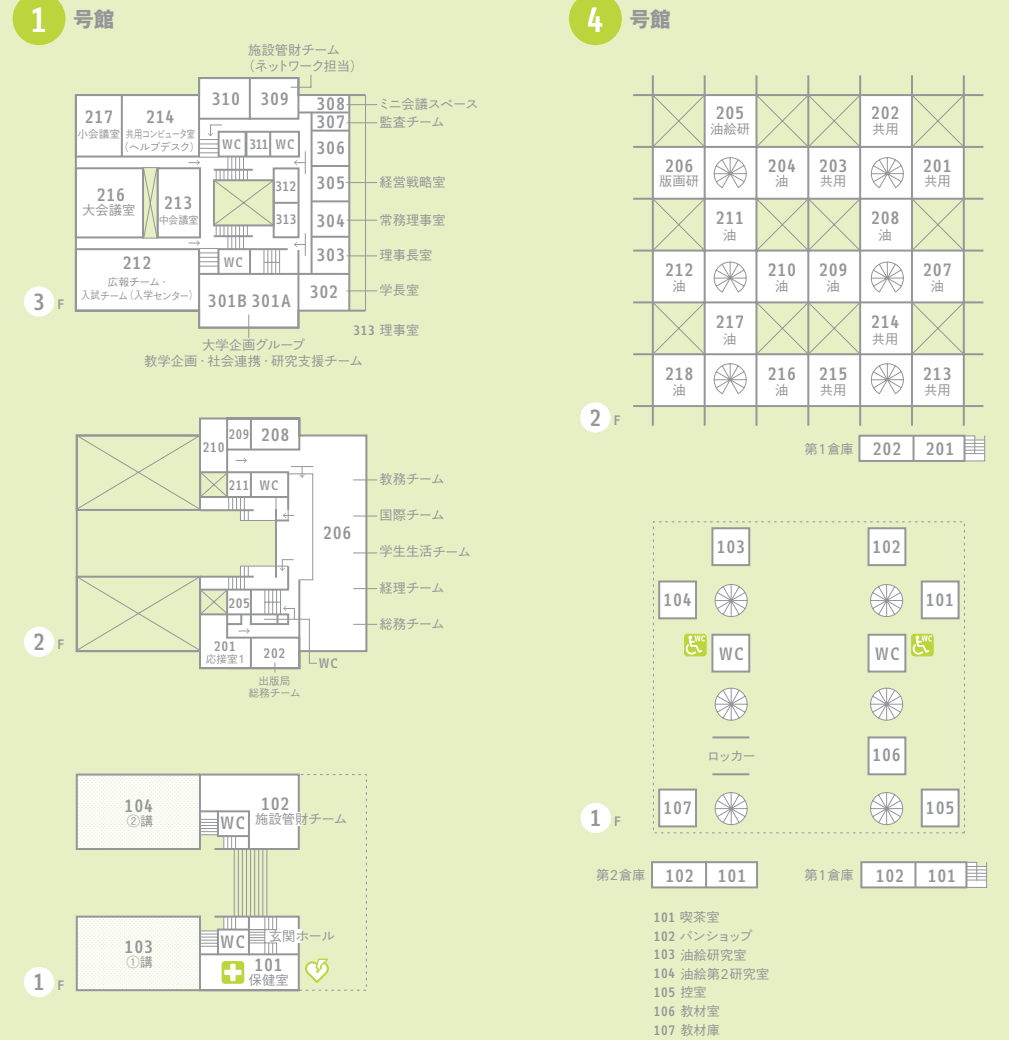 1 号館
施設管財チーム
（ネットワーク担当）
310 309
308 ミニ会議スペース
307 監査チーム
217
小会議室
214
共用コンピュータ室
（ヘルプデスク）
WC 311 WC
306
305 経営戦略室
216
大会議室
213
中会議室
312
313
304 常務理事室
303 理事長室
WC
212
広報チーム・
入試チーム（入学センター）
302 学長室
301B 301A
3 F
313 理事室
大学企画グループ
教学企画・社会連携・研究支援チーム
210 209 208
211 WC
206
教務チーム
国際チーム
学生生活チーム
経理チーム
総務チーム
205
2 F
201
応接室1
202
WC
出版局
総務チーム
104
②講
102
施設管財チーム
WC
103
①講
WC
玄関ホール
101
保健室
1 F
4 号館
205
油絵研
202
共用
206
版画研
204
油
203
共用
201
共用
211
油
208
油
212
油
210
油
209
油
207
油
217
油
214
共用
218
油
216
油
215
共用
213
共用
2 F
第1倉庫 202 201
103 102
104 101
WC WC WC WC
ロッカー
106
107 105
1 F
第2倉庫 102 101
第1倉庫 102 101
101 喫茶室
102 パンショップ
103 油絵研究室
104 油絵第2研究室
105 控室
106 教材室
107 教材庫